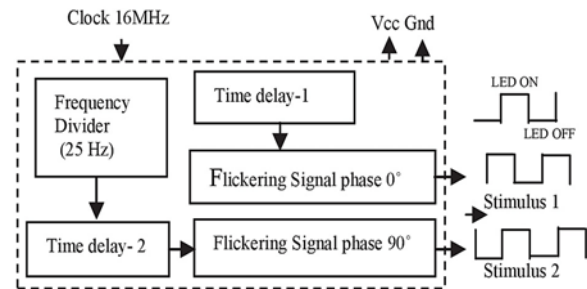 Clock 16MHz
Vcc Gnd
Frequency
Divider
(25 Hz)
Time delay-1
LED ON
LED OFF
Flickering Signal phase 0°
Stimulus 1
Time delay- 2
Flickering Signal phase 90°
Stimulus 2